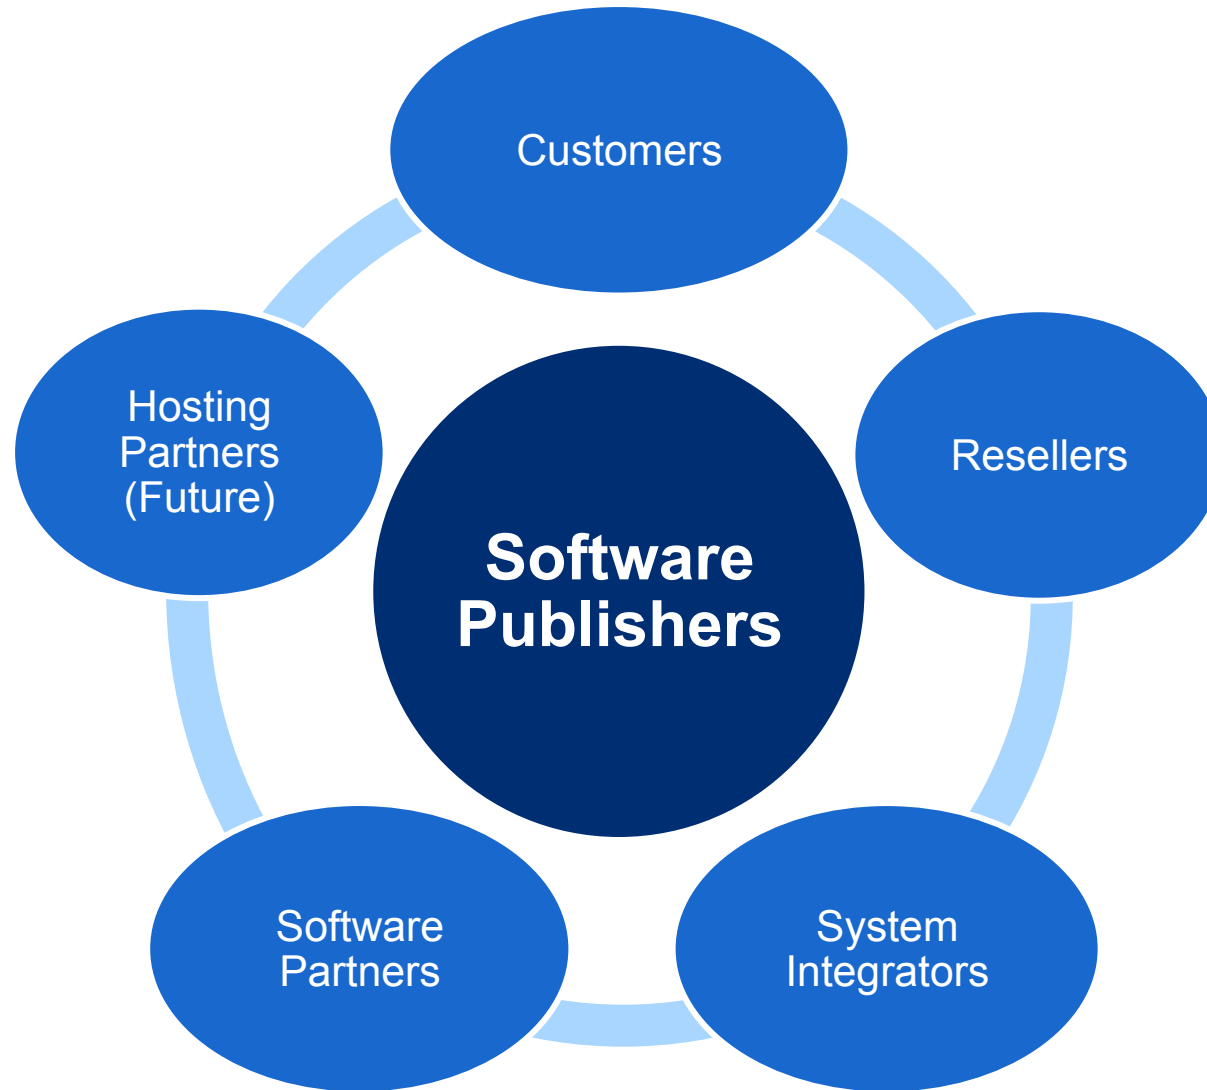 Customers
Hosting
Partners
(Future)
Resellers
Software
Publishers
Software
Partners
System
Integrators